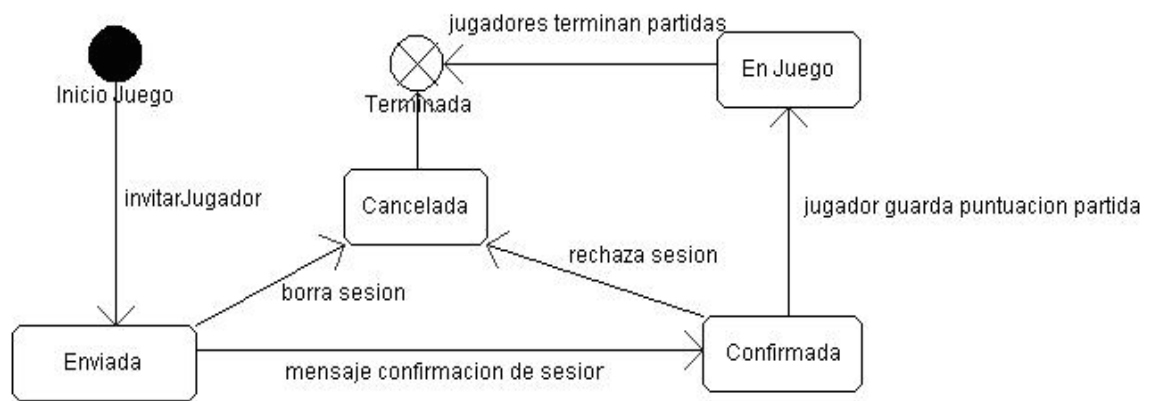 jugadores terminan partidas
En Juego
Inicio Juego
Terminada
invitarJugador
Cancelada
jugador guarda puntuacion partida
rechaza sesion
borra sesion
Enviada
mensaje confirmacion de sesior
Confirmada